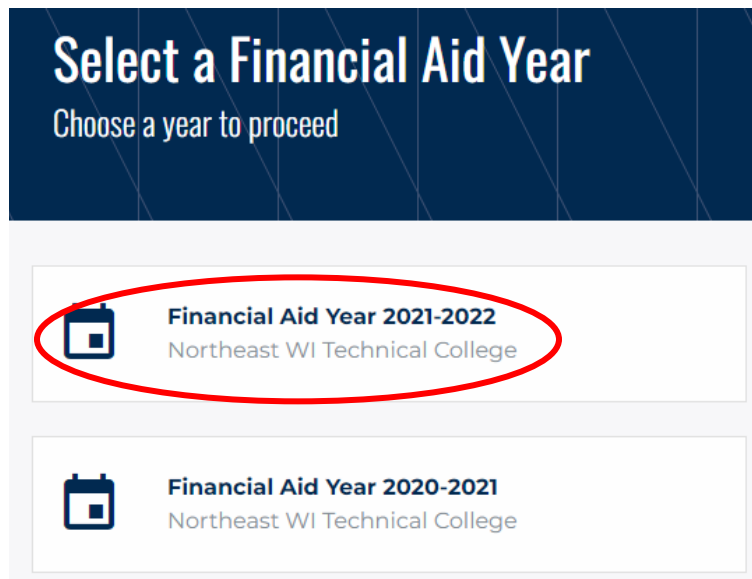 Select a Financial Aid Year
Choose a year to proceed
Financial Aid Year 2021-2022
Northeast WI Technical College
Financial Aid Year 2020-2021
Northeast WI Technical College